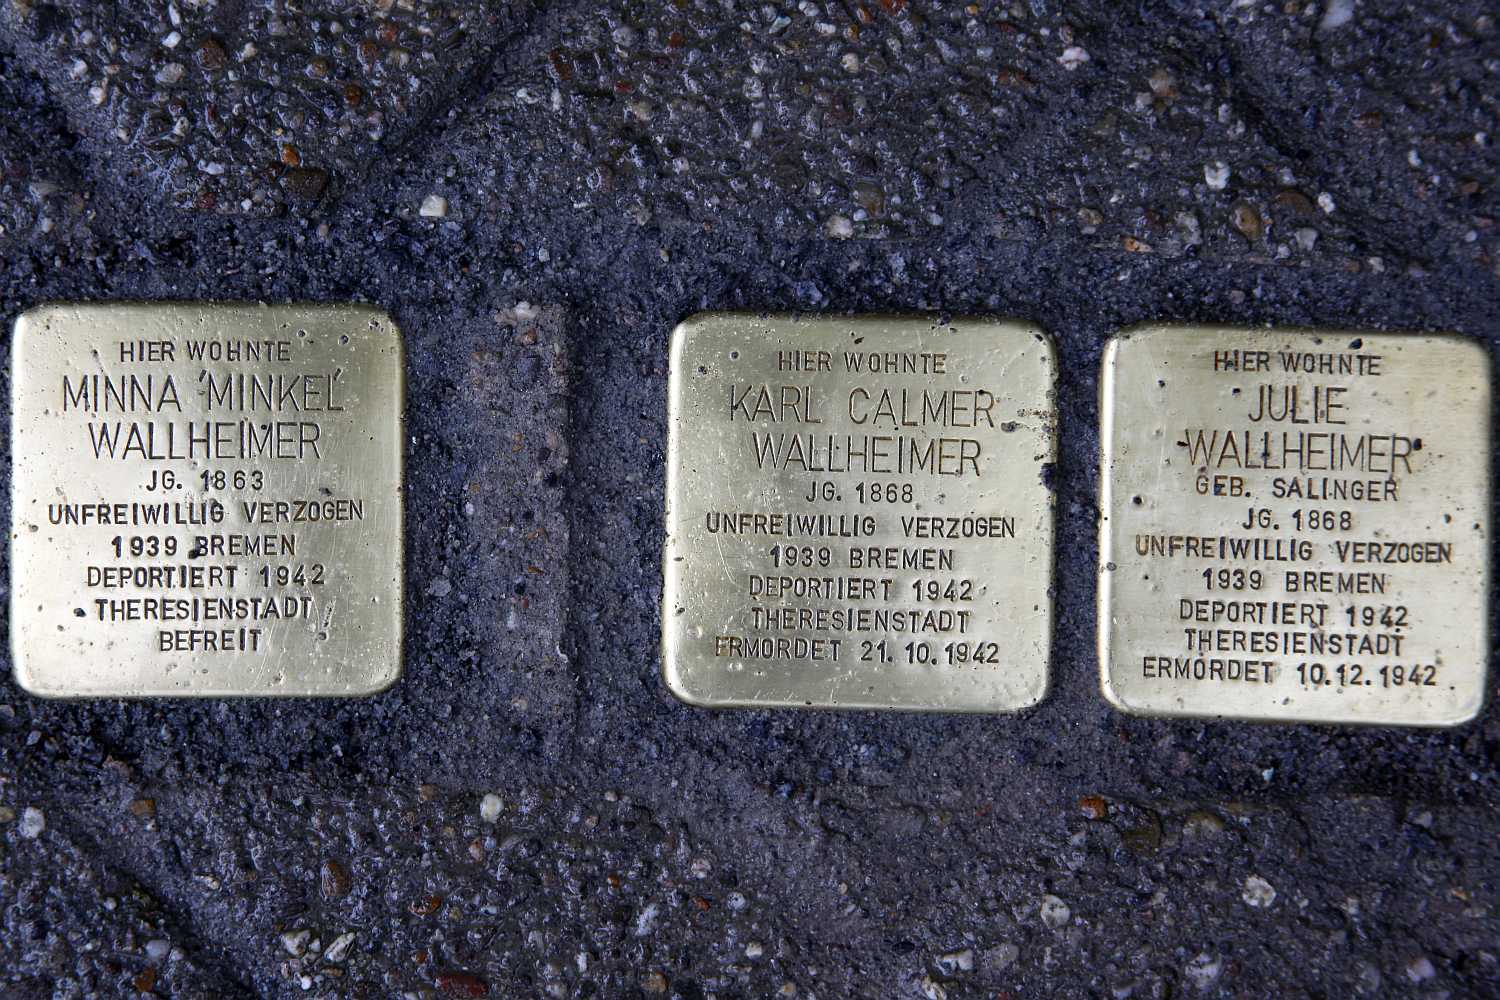 HIER WOHNTE
MINNA 'MINKEL'
WALLHEIMER
JG. 1863
UNFREIWILLIG VERZOGEN
1939 BREMEN
DEPORTIERT 1942
THERESIENSTADT
BEFREIT
HIER WOHNTE
KARL CALMER
WALLHEIMER
JG. 1868
UNFREIWILLIG VERZOGEN
1939 BREMEN
DEPORTIERT 1942
THERESIENSTADT
ERMORDET 21.10.1942
HIER WOHNTE
JULIE
WALLHEIMER
GEB. SALINGER
JG. 1868
UNFREIWILLIG VERZOGEN
1939 BREMEN
DEPORTIERT 1942
THERESIENSTADT
ERMORDET 10.12.1942